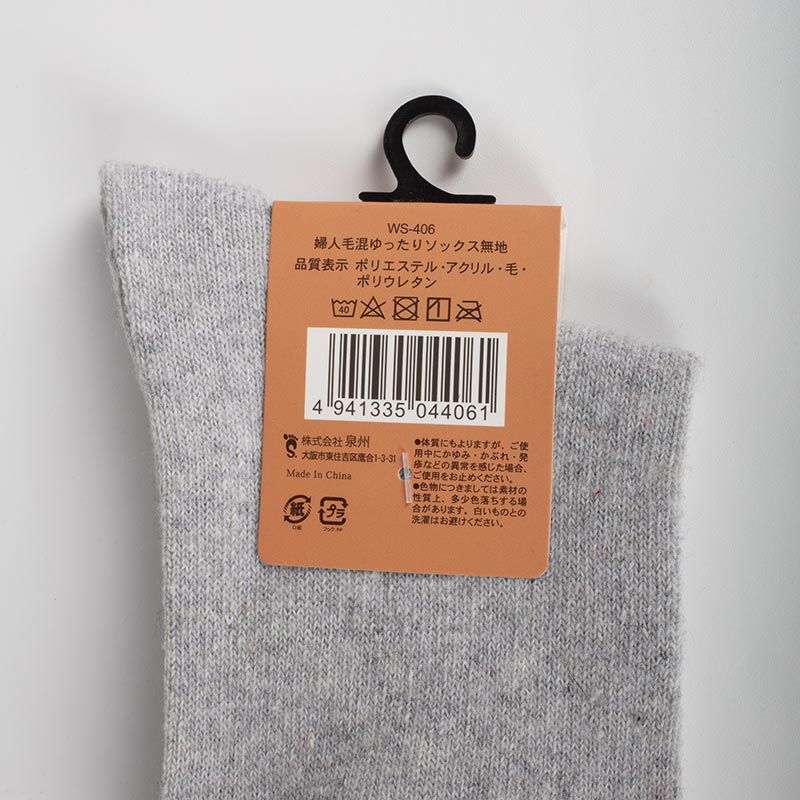 WS-406
婦人毛混ゆったりソックス無地
品質表示 ポリエステル・アクリル・毛・
ポリウレタン
40
4 941335 044061
株式会社 泉州
大阪市東住吉区鷹合1-3-31
Made In China
紙
口紙
プラ
フック:PP
●体質にもよりますが、ご使
用中にかゆみ・かぶれ・発
疹などの異常を感じた場合、
ご使用をお止めください。
●色物につきましては素材の
性質上、多少色落ちする場
合があります。白いものとの
洗濯はお避けください。